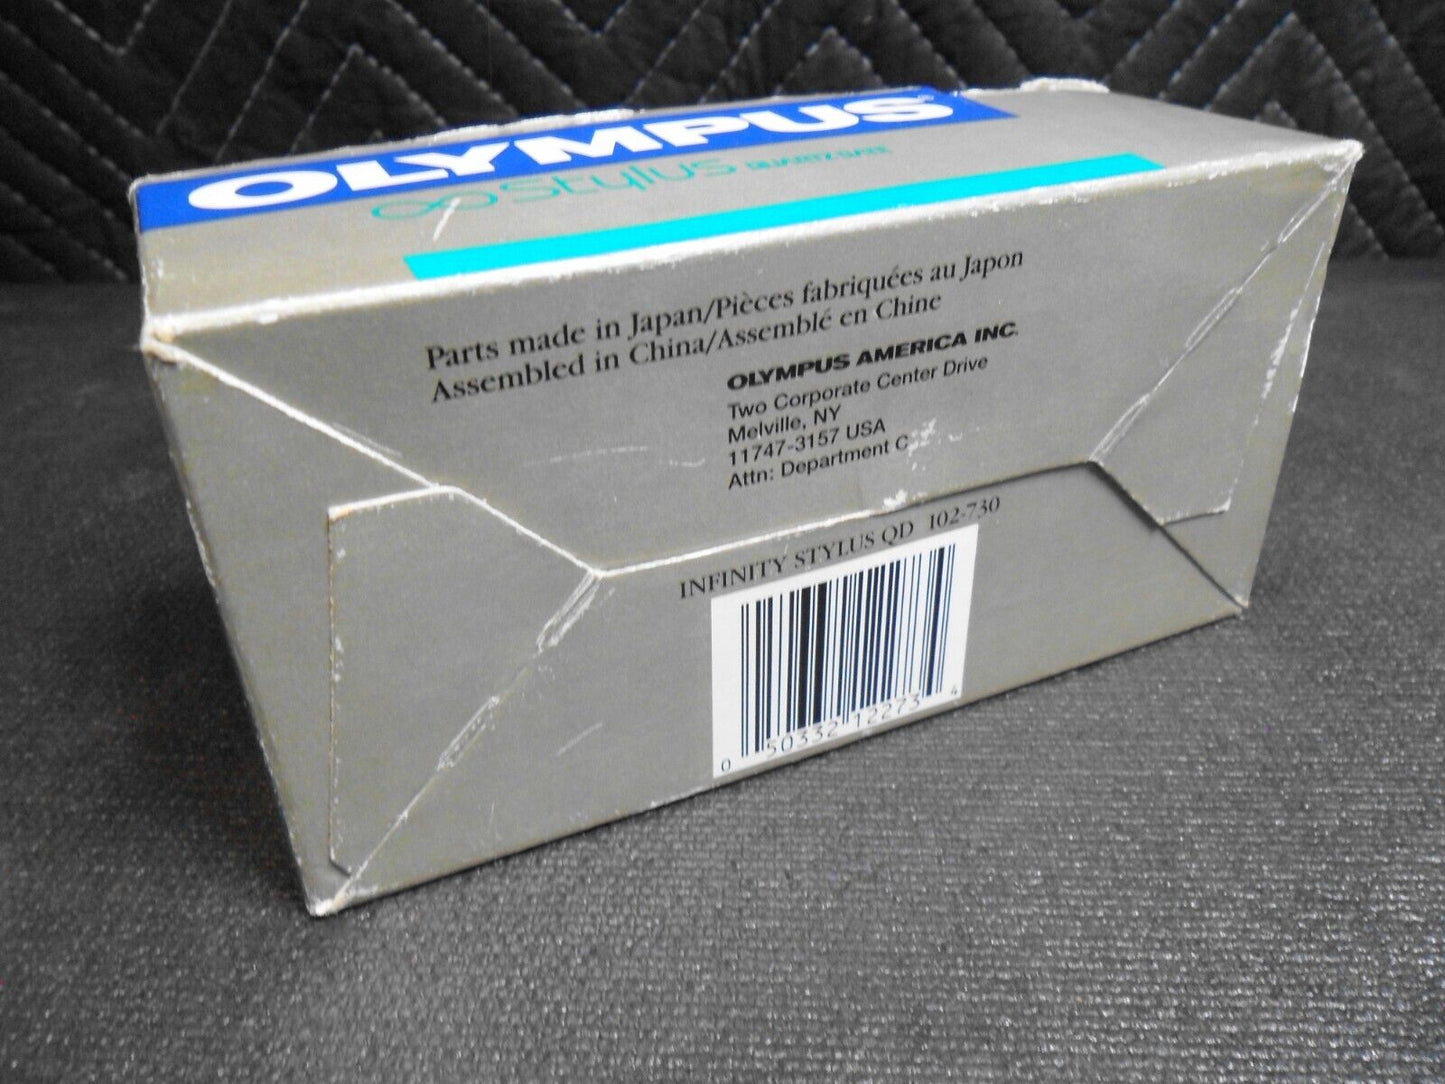 OLYMPUS
∞ stylus QUARTZ DATE
Parts made in Japan/Pièces fabriquées au Japon
Assembled in China/Assemblé en Chine
OLYMPUS AMERICA INC.
Two Corporate Center Drive
Melville, NY
11747-3157 USA
Attn: Department C
INFINITY STYLUS QD 102-730
0 50332 12273 4